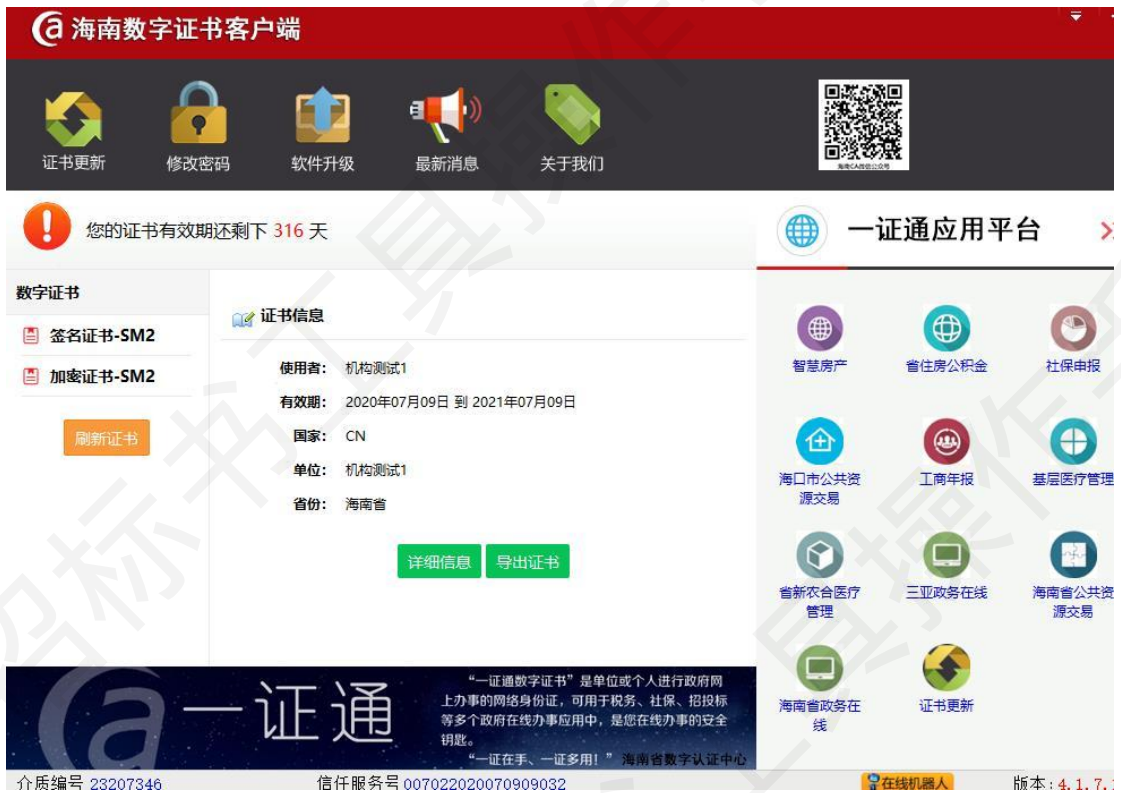 海南数字证书客户端
证书更新
修改密码
软件升级
最新消息
关于我们
海南CA微信公众号
您的证书有效期还剩下 316 天
一证通应用平台
数字证书
签名证书-SM2
加密证书-SM2
刷新证书
证书信息
使用者: 机构测试1
有效期: 2020年07月09日 到 2021年07月09日
国家: CN
单位: 机构测试1
省份: 海南省
详细信息
导出证书
智慧房产
省住房公积金
社保申报
海口市公共资
源交易
工商年报
基层医疗管理
省新农合医疗
管理
三亚政务在线
海南省公共资
源交易
海南省政务在
线
证书更新
一证通
“一证通数字证书”是单位或个人进行政府网
上办事的网络身份证,可用于税务、社保、招投标
等多个政府在线办事应用中,是您在线办事的安全
钥匙。
“一证在手、一证多用!” 海南省数字认证中心
介质编号 23207346
信任服务号 007022020070909032
在线机器人
版本:4.1.7.